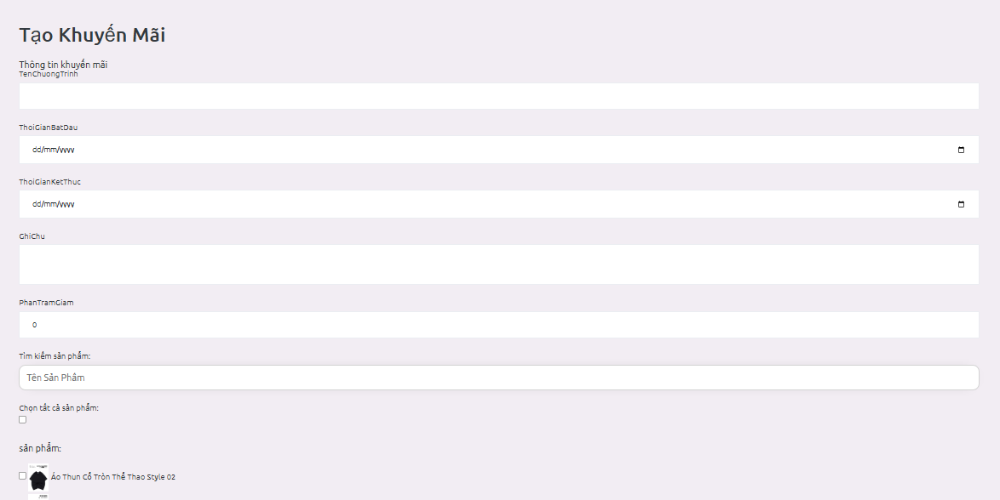 Tạo Khuyến Mãi
Thông tin khuyến mãi
TenChuongTrinh
ThoiGianBatDau
dd/mm/yyyy
ThoiGianKetThuc
dd/mm/yyyy
GhiChu
PhanTramGiam
0
Tìm kiếm sản phẩm:
Tên Sản Phẩm
Chọn tất cả sản phẩm:
sản phẩm:
Áo Thun Cổ Tròn Thể Thao Style 02